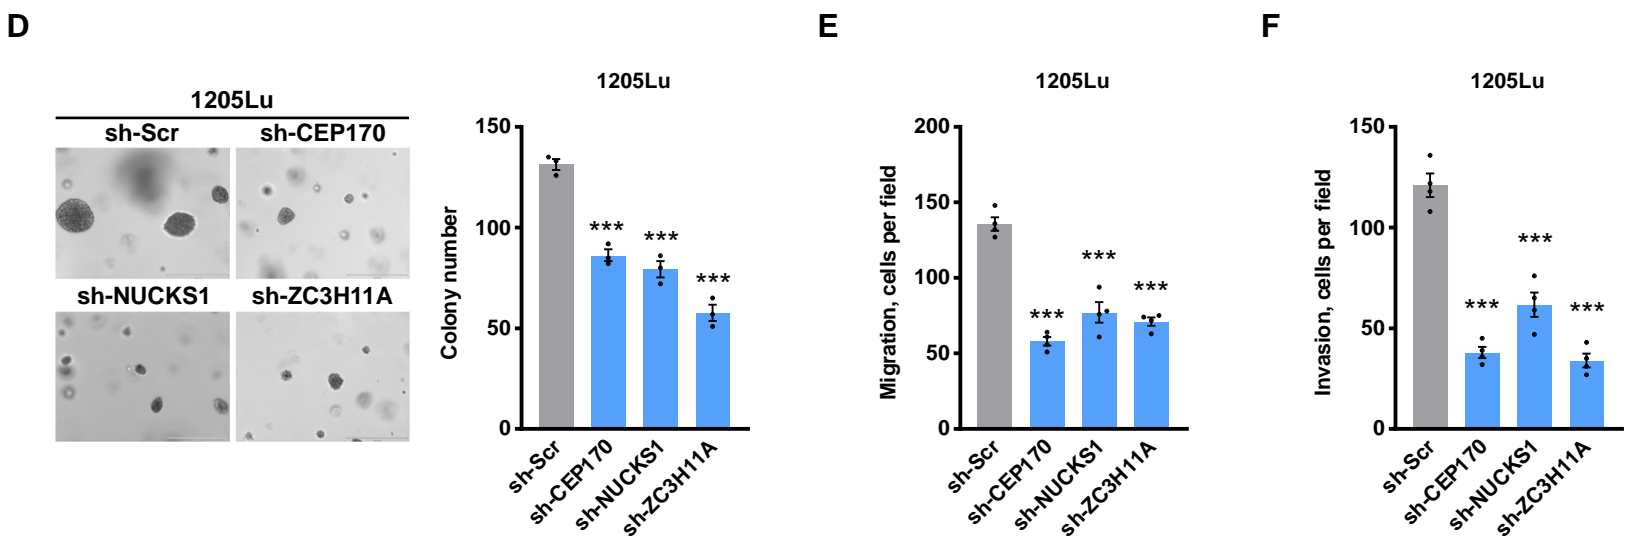 D
E
F
1205Lu
sh-Scr
sh-CEP170
sh-NUCKS1
sh-ZC3H11A
1205Lu
Colony number
150
100
50
0
***
***
***
sh-Scr
sh-CEP170
sh-NUCKS1
sh-ZC3H11A
1205Lu
Migration, cells per field
200
150
100
50
0
***
***
***
sh-Scr
sh-CEP170
sh-NUCKS1
sh-ZC3H11A
1205Lu
Invasion, cells per field
150
100
50
0
***
***
***
sh-Scr
sh-CEP170
sh-NUCKS1
sh-ZC3H11A